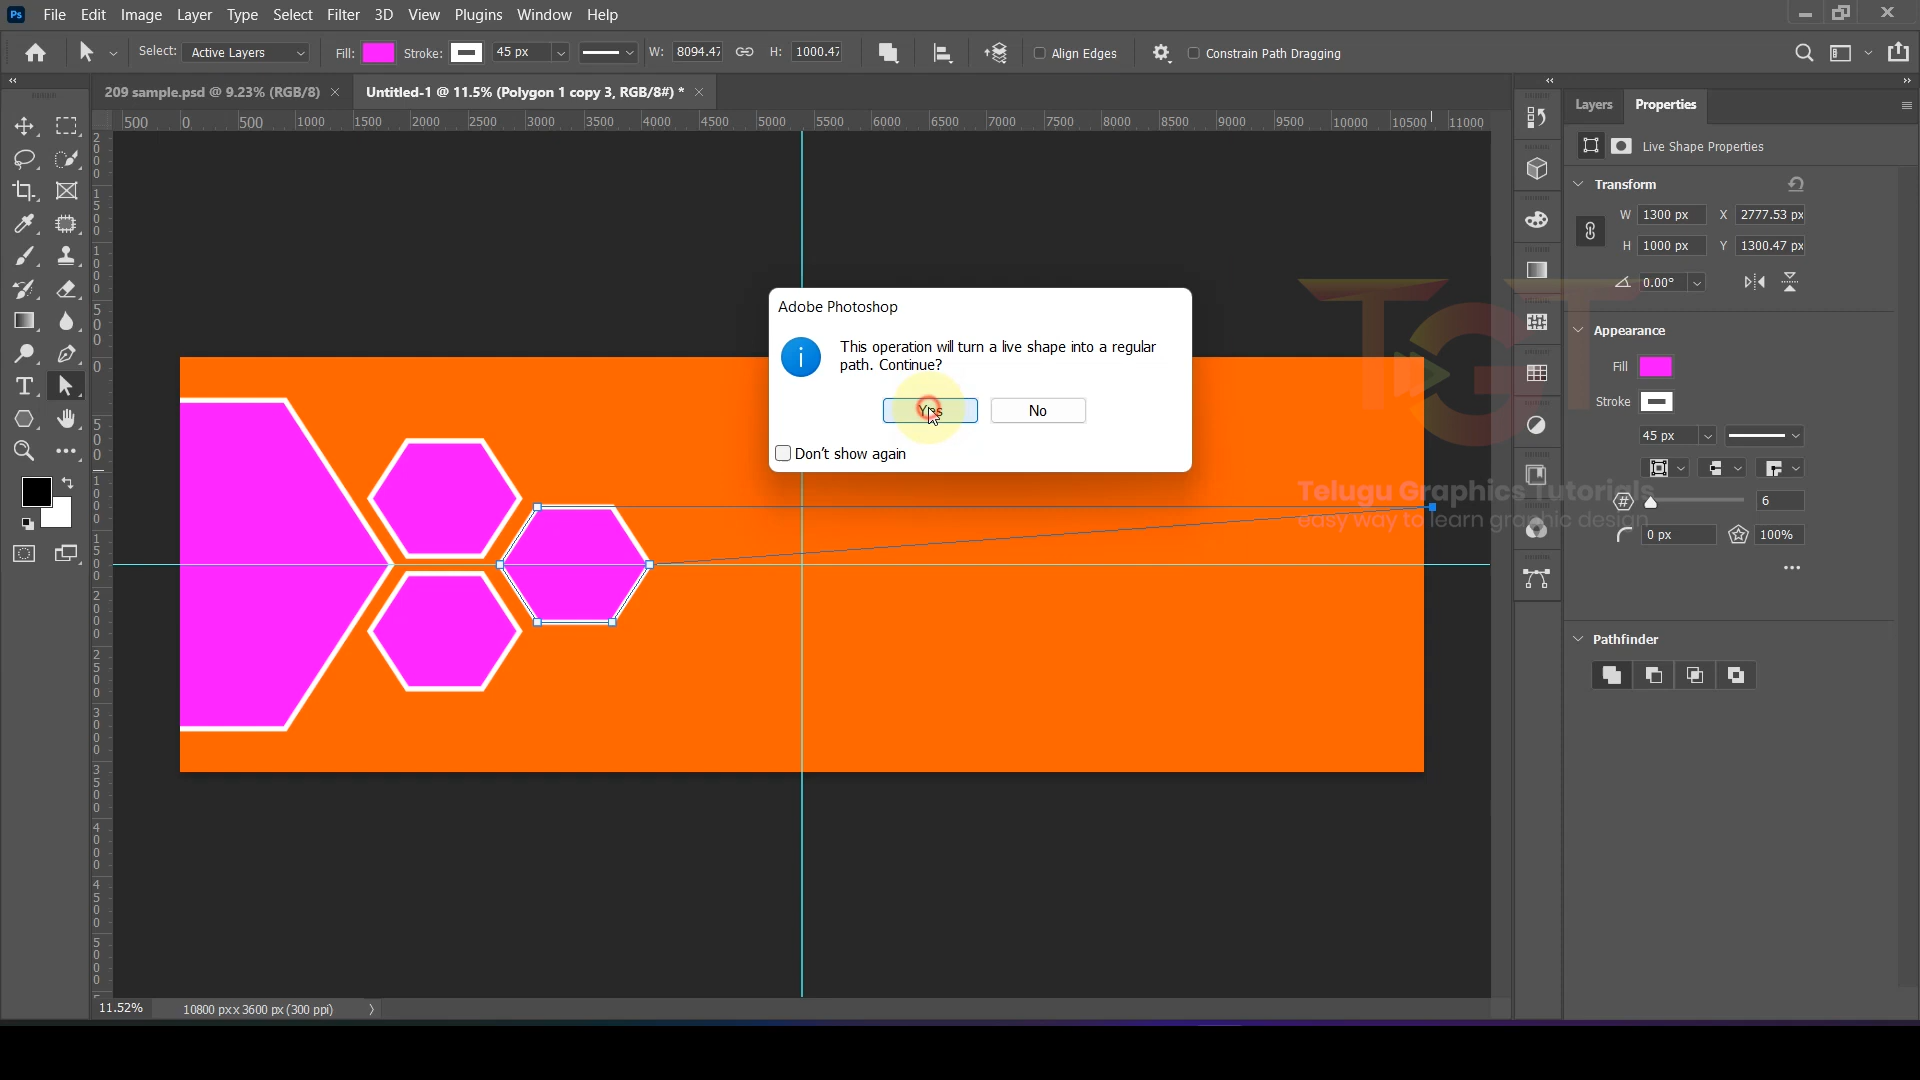 Ps File Edit Image Layer Type Select Filter 3D View Plugins Window Help
Select: Active Layers Fill: Stroke: 45 px W: 8094.47 H: 1000.47 Align Edges Constrain Path Dragging
209 sample.psd @ 9.23% (RGB/8) × Untitled-1 @ 11.5% (Polygon 1 copy 3, RGB/8#) * ×
500 0 500 1000 1500 2000 2500 3000 3500 4000 4500 5000 5500 6000 6500 7000 7500 8000 8500 9000 9500 10000 10500 11000
Layers Properties
Live Shape Properties
Transform
W 1300 px X 2777.53 px
H 1000 px Y 1300.47 px
0.00°
Appearance
Fill
Stroke
45 px
6
0 px 100%
Pathfinder
Adobe Photoshop
This operation will turn a live shape into a regular
path. Continue?
Yes No
Don't show again
TGT
Telugu Graphics Tutorials
easy way to learn graphic design
11.52% 10800 px x 3600 px (300 ppi)